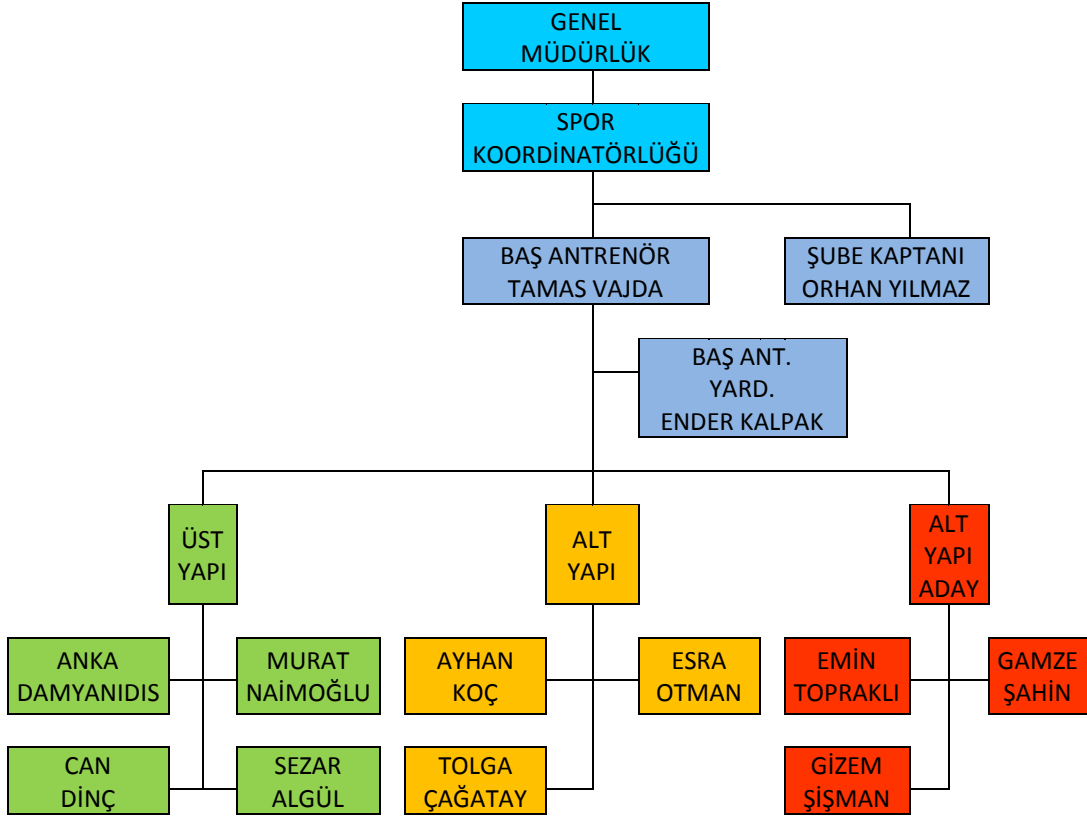 GENEL
MÜDÜRLÜK
SPOR
KOORDİNATÖRLÜĞÜ
BAŞ ANTRENÖR
TAMAS VAJDA
ŞUBE KAPTANI
ORHAN YILMAZ
BAŞ ANT.
YARD.
ENDER KALPAK
ÜST
YAPI
ALT
YAPI
ALT
YAPI
ADAY
ANKA
DAMYANIDIS
MURAT
NAİMOĞLU
AYHAN
KOÇ
ESRA
OTMAN
EMİN
TOPRAKLI
GAMZE
ŞAHİN
CAN
DİNÇ
SEZAR
ALGÜL
TOLGA
ÇAĞATAY
GİZEM
ŞİŞMAN